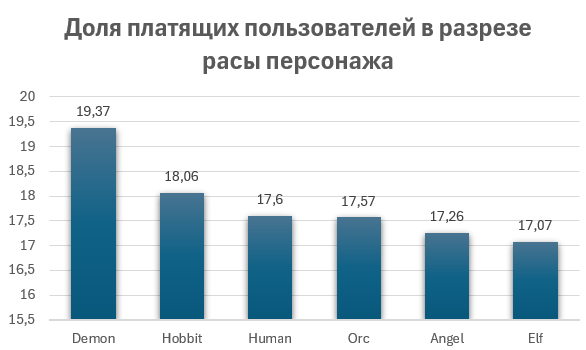 Доля платящих пользователей в разрезе
расы персонажа
20
19,5
19
18,5
18
17,5
17
16,5
16
15,5
19,37
18,06
17,6
17,57
17,26
17,07
Demon
Hobbit
Human
Orc
Angel
Elf